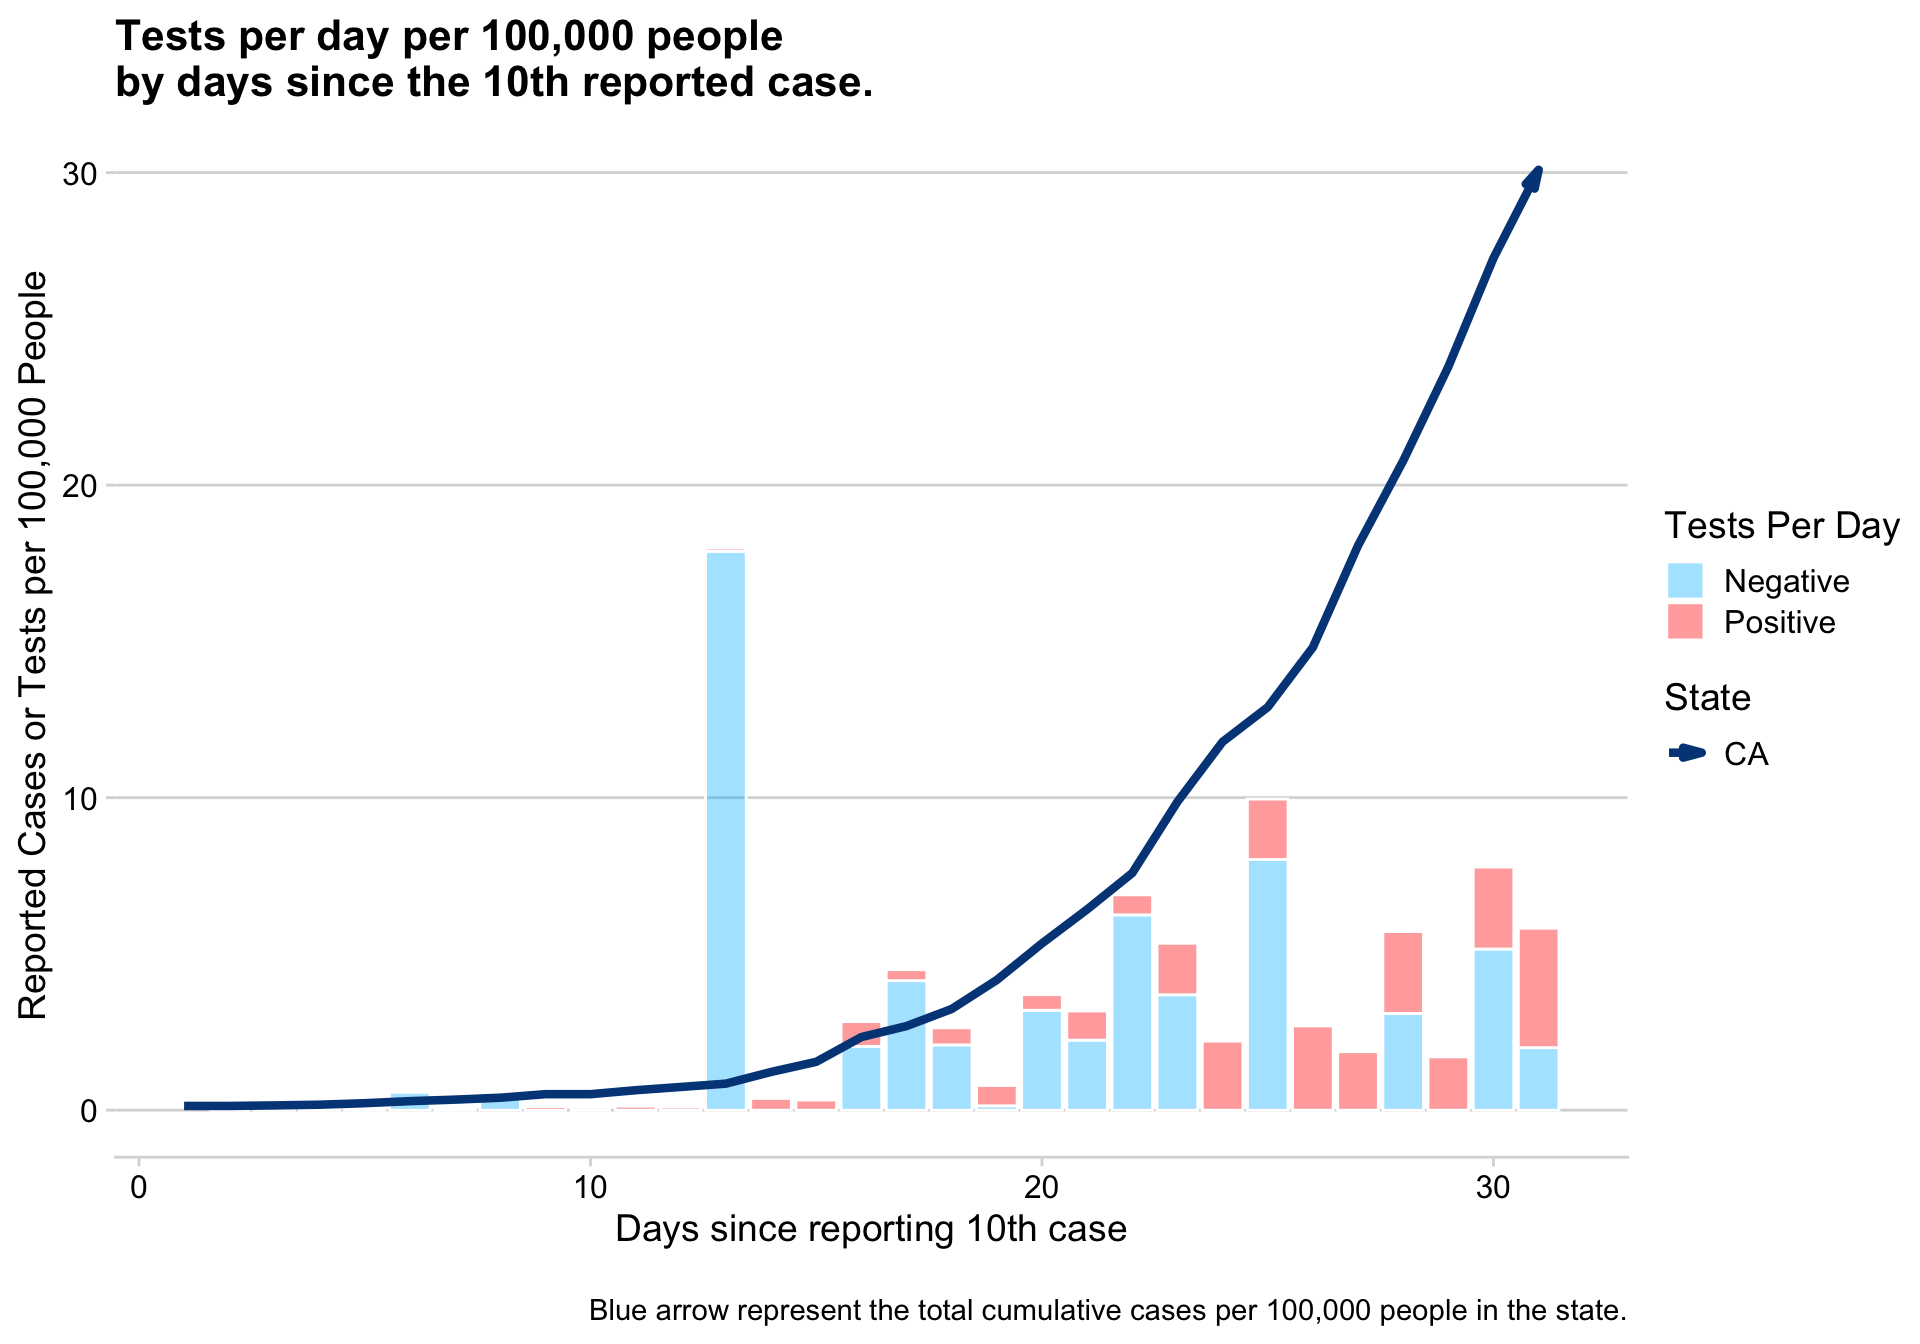 Tests per day per 100,000 people
by days since the 10th reported case.
Reported Cases or Tests per 100,000 People
30
20
10
0
0
10
20
30
Days since reporting 10th case
Tests Per Day
Negative
Positive
State
CA
Blue arrow represent the total cumulative cases per 100,000 people in the state.